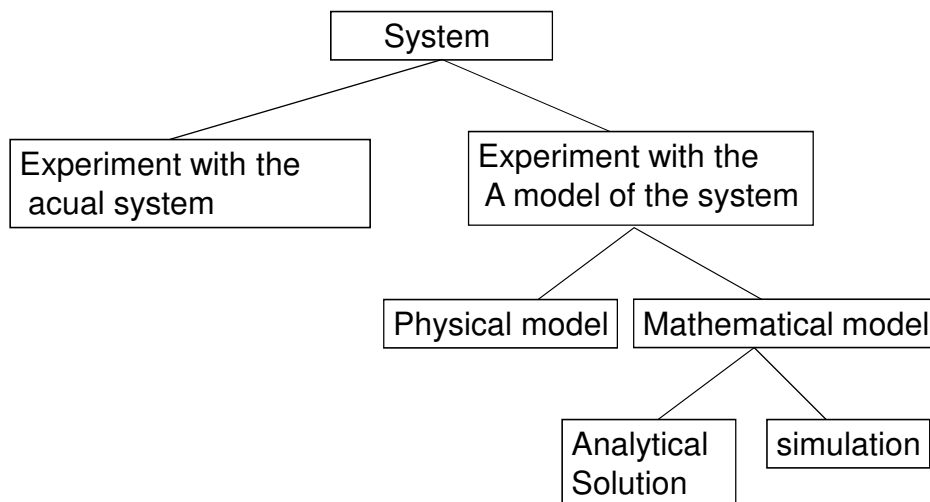 System
Experiment with the
acual system
Experiment with the
A model of the system
Physical model
Mathematical model
Analytical
Solution
simulation